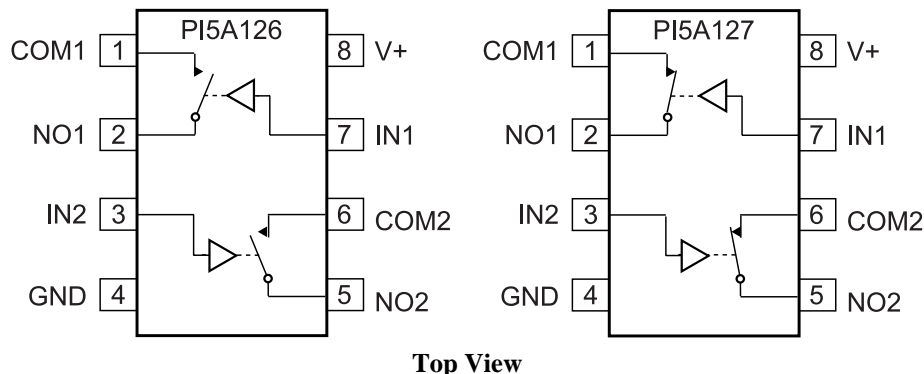 PI5A126
COM1 1
8 V+
NO1 2
7 IN1
IN2 3
6 COM2
GND 4
5 NO2
PI5A127
COM1 1
8 V+
NO1 2
7 IN1
IN2 3
6 COM2
GND 4
5 NO2
Top View